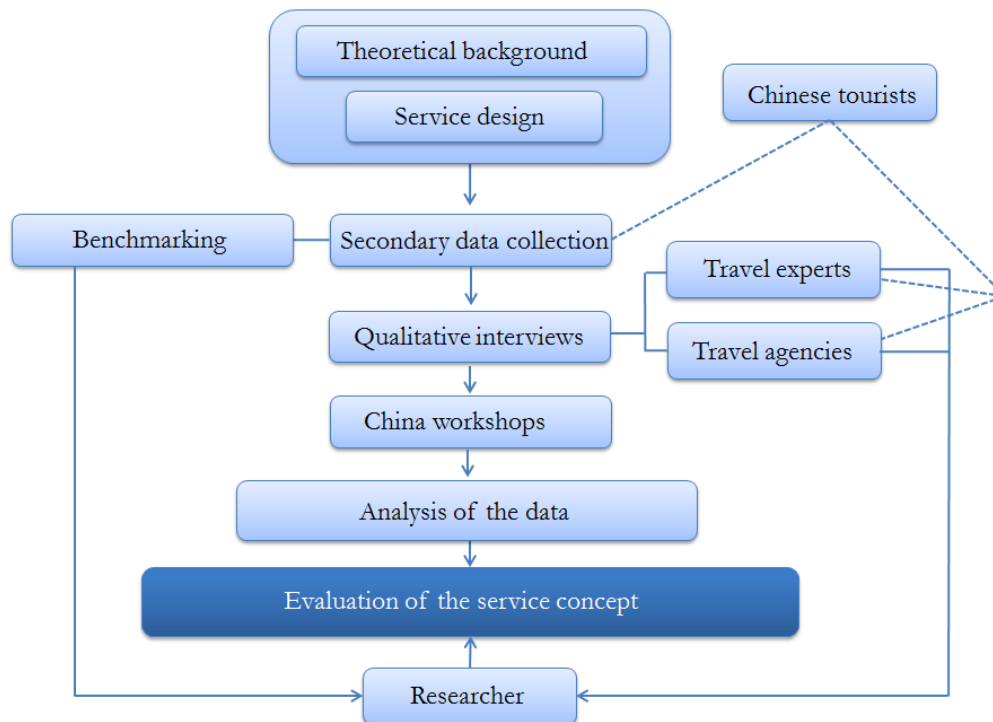 Theoretical background
Service design
Chinese tourists
Benchmarking
Secondary data collection
Travel experts
Qualitative interviews
Travel agencies
China workshops
Analysis of the data
Evaluation of the service concept
Researcher